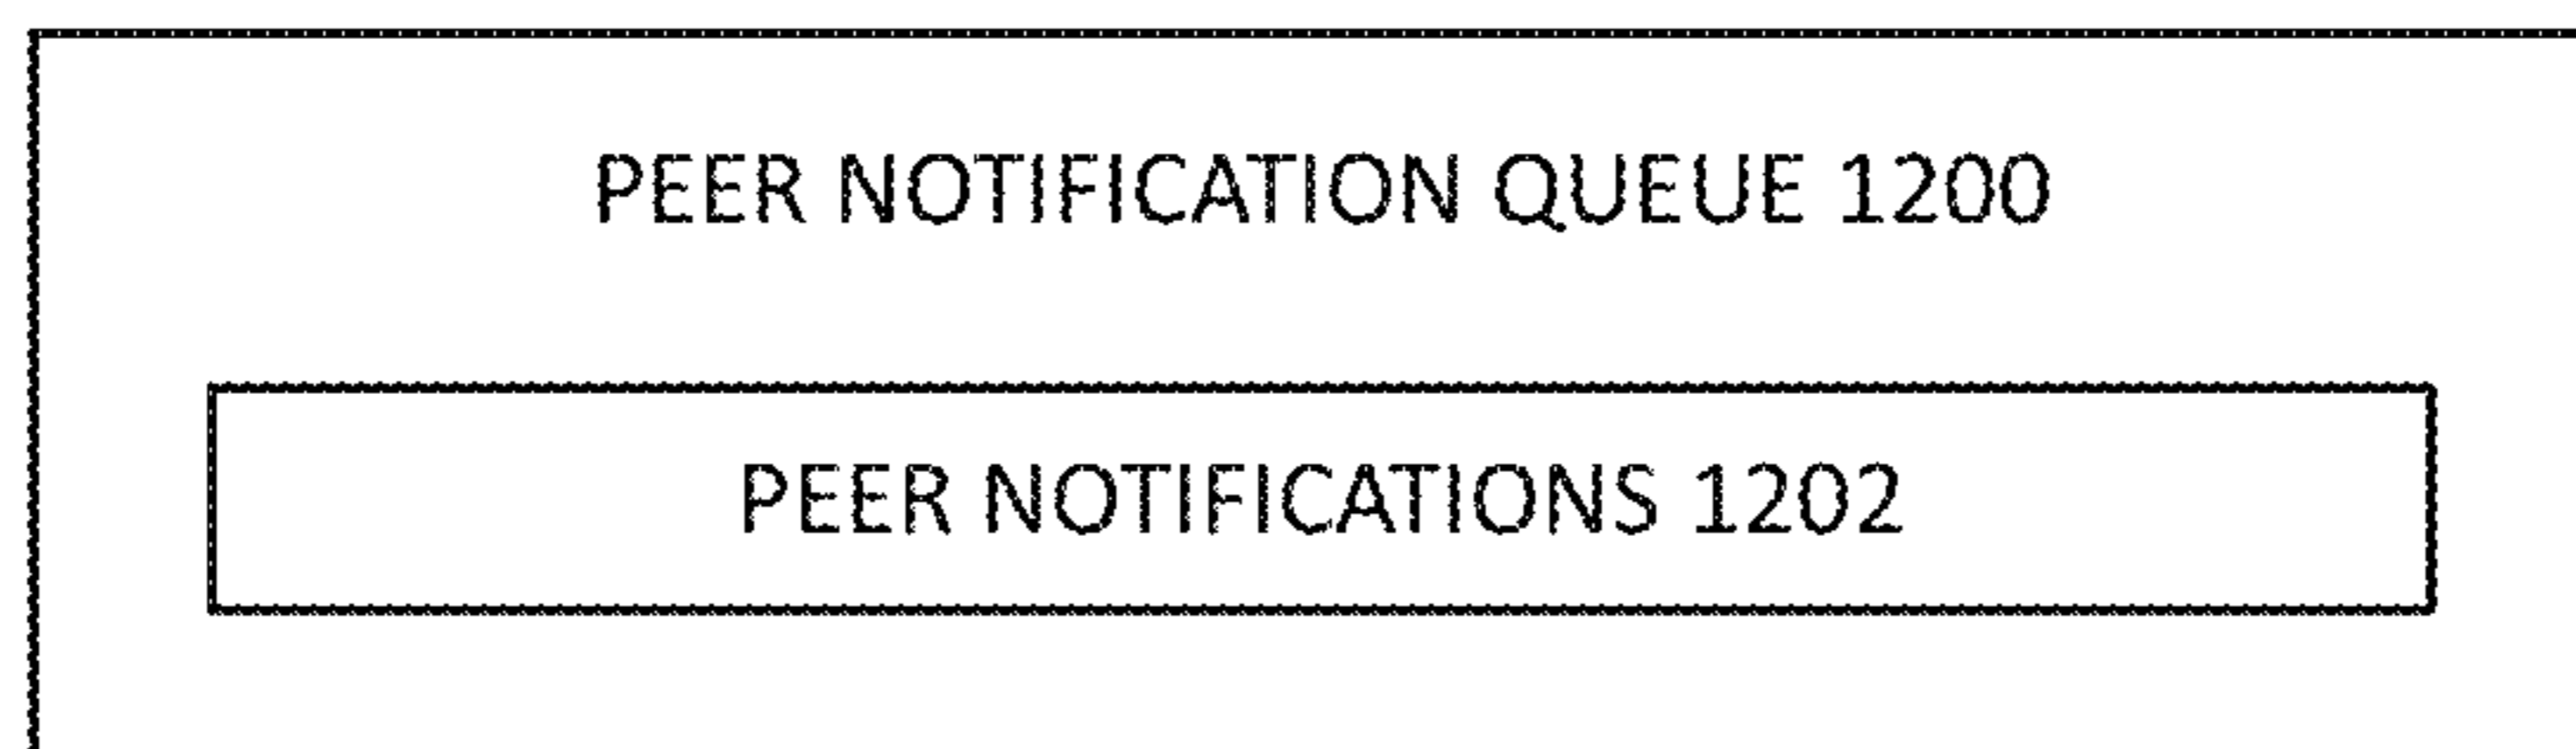 PEER NOTIFICATION QUEUE 1200
PEER NOTIFICATIONS 1202